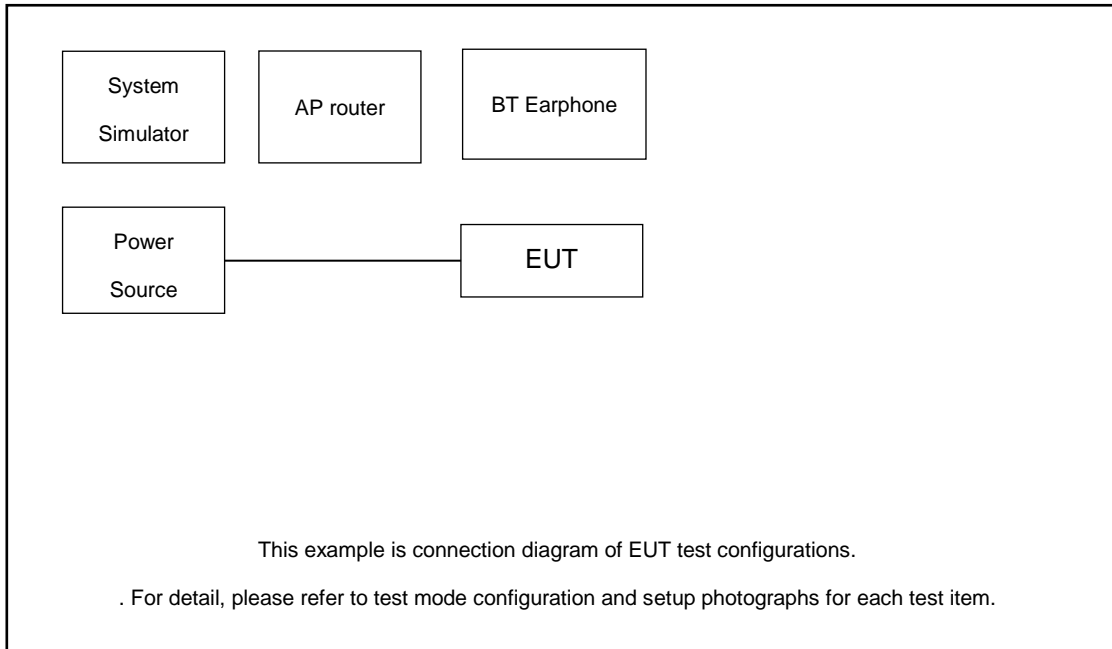 System
Simulator
AP router
BT Earphone
Power
Source
EUT
This example is connection diagram of EUT test configurations.
. For detail, please refer to test mode configuration and setup photographs for each test item.